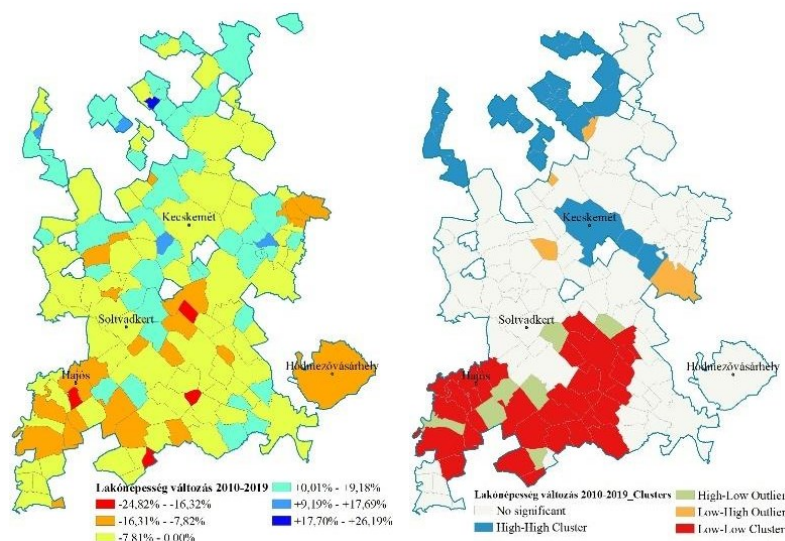 Kecskemét
Soltvadkert
Hajós
Hódmezővásárhely
Lakónépesség változás 2010-2019
-24,82% - -16,32%
-16,31% - -7,82%
-7,81% - 0,00%
+0,01% - +9,18%
+9,19% - +17,69%
+17,70% - +26,19%
Kecskemét
Soltvadkert
Hajós
Hódmezővásárhely
Lakónépesség változás 2010-2019_Clusters
No significant
High-High Cluster
High-Low Outlier
Low-High Outlier
Low-Low Cluster